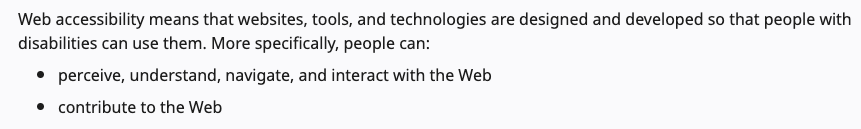 Web accessibility means that websites, tools, and technologies are designed and developed so that people with
disabilities can use them. More specifically, people can:
• perceive, understand, navigate, and interact with the Web
• contribute to the Web